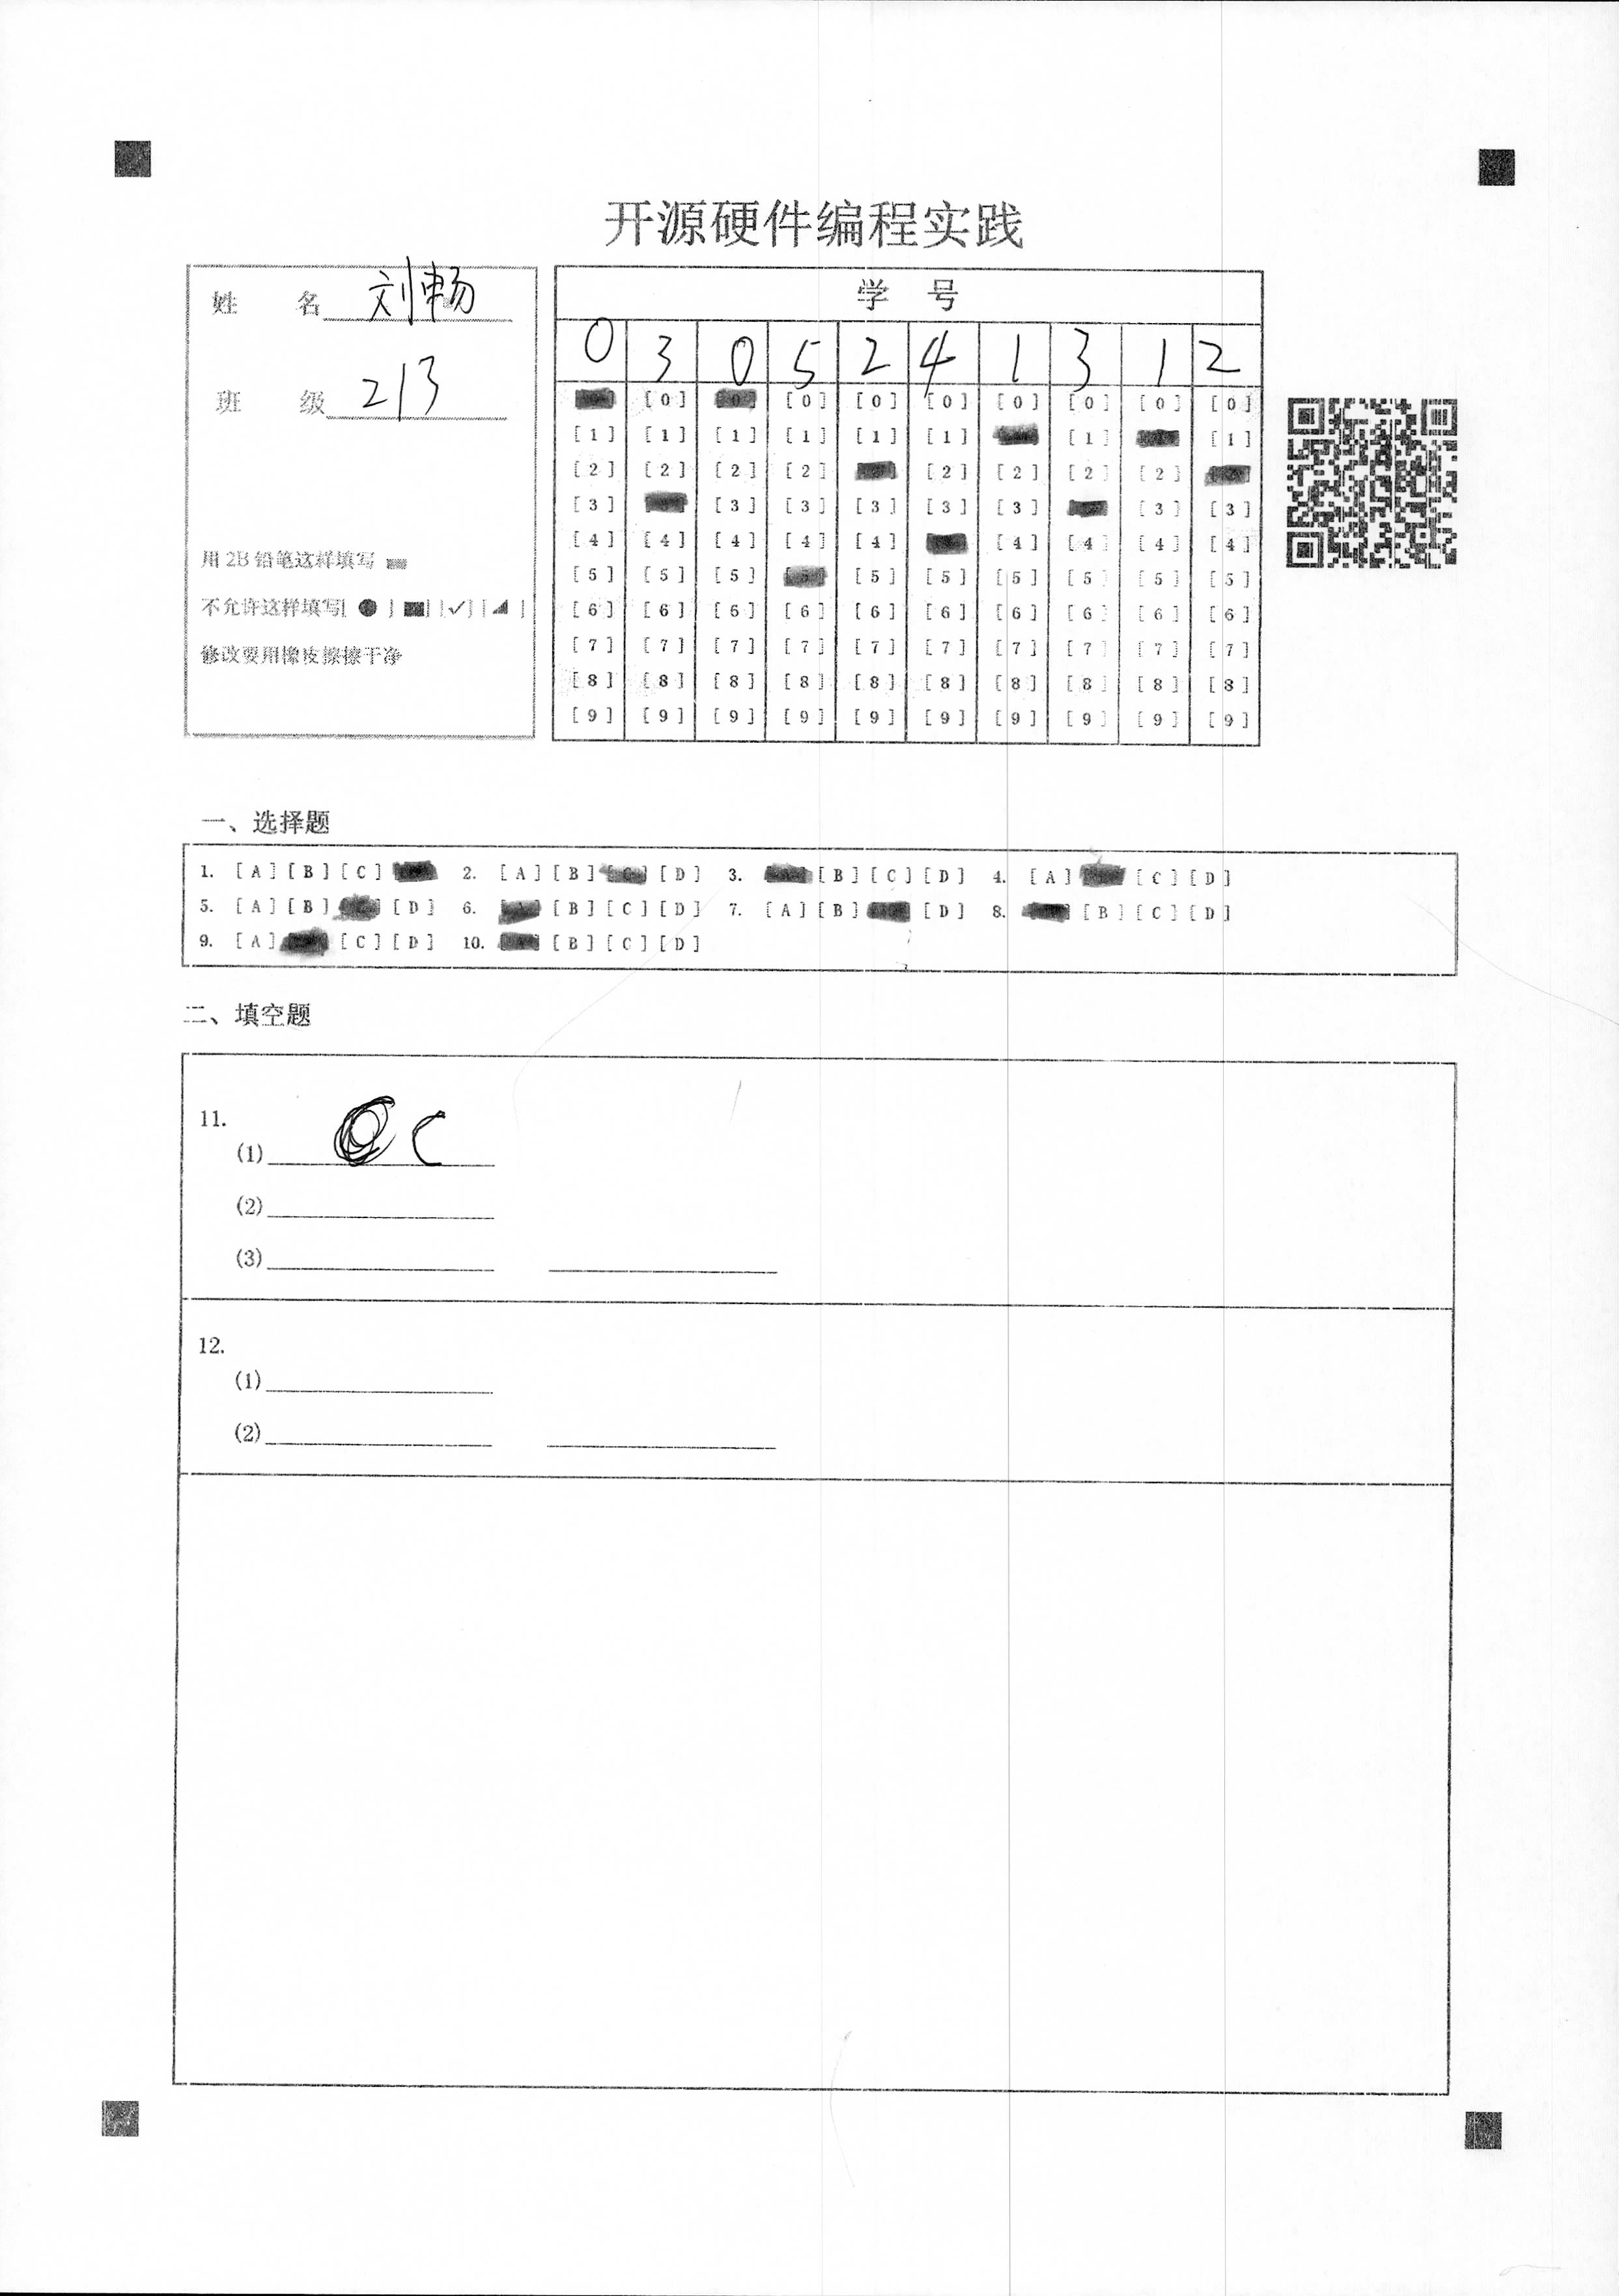 开源硬件编程实践
姓 名 刘畅
班 级 213
用 2B 铅笔这样填写
不允许这样填写[ ● ] [■] [✓] [◢ ]
修改要用橡皮擦擦干净
学 号
0 3 0 5 2 4 1 3 1 2
[0] [0] [0] [0] [0] [0] [0] [0]
[1] [1] [1] [1] [1] [1] [1] [1]
[2] [2] [2] [2] [2] [2] [2] [2]
[3] [3] [3] [3] [3] [3] [3] [3]
[4] [4] [4] [4] [4] [4] [4] [4] [4]
[5] [5] [5] [5] [5] [5] [5] [5] [5]
[6] [6] [6] [6] [6] [6] [6] [6] [6] [6]
[7] [7] [7] [7] [7] [7] [7] [7] [7] [7]
[8] [8] [8] [8] [8] [8] [8] [8] [8] [8]
[9] [9] [9] [9] [9] [9] [9] [9] [9] [9]
一、选择题
1. [A] [B] [C] 2. [A] [B] [D] 3. [B] [C] [D] 4. [A] [C] [D]
5. [A] [B] [D] 6. [B] [C] [D] 7. [A] [B] [D] 8. [B] [C] [D]
9. [A] [C] [D] 10. [B] [C] [D]
二、填空题
11.
(1) C
(2)
(3)
12.
(1)
(2)